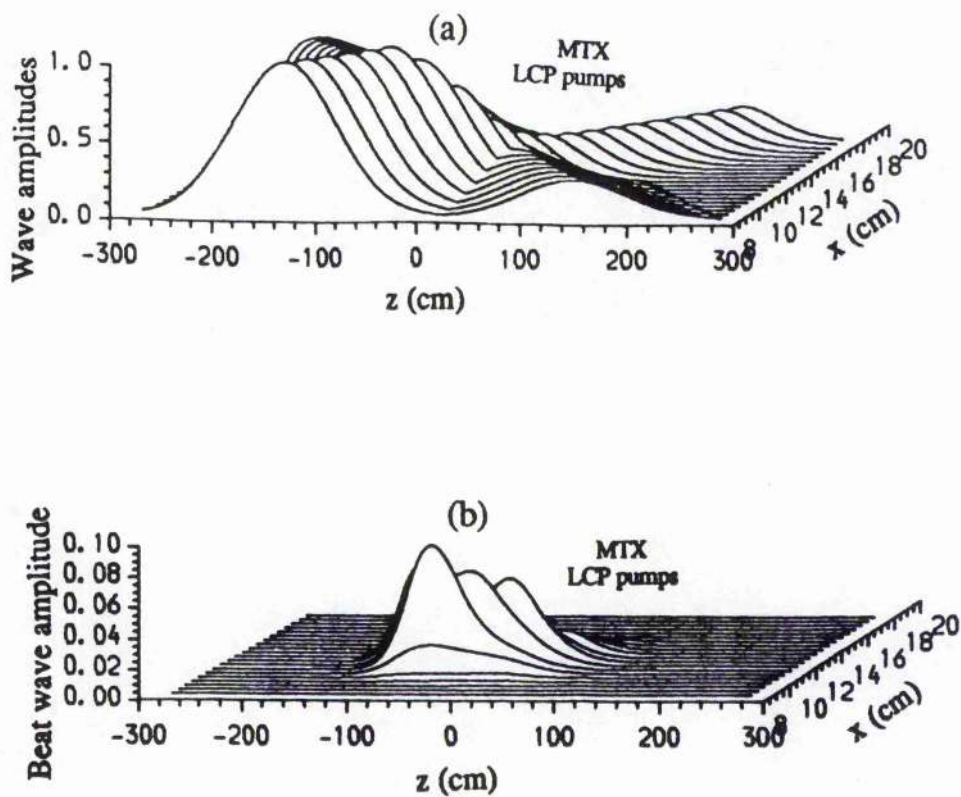 (a)
MTX
LCP pumps
Wave amplitudes
1.0
0.5
0.0
-300 -200 -100 0 100 200 300
z (cm)
8 10 12 14 16 18 20
x (cm)
(b)
MTX
LCP pumps
Beat wave amplitude
0.10
0.08
0.06
0.04
0.02
0.00
-300 -200 -100 0 100 200 300
z (cm)
8 10 12 14 16 18 20
x (cm)